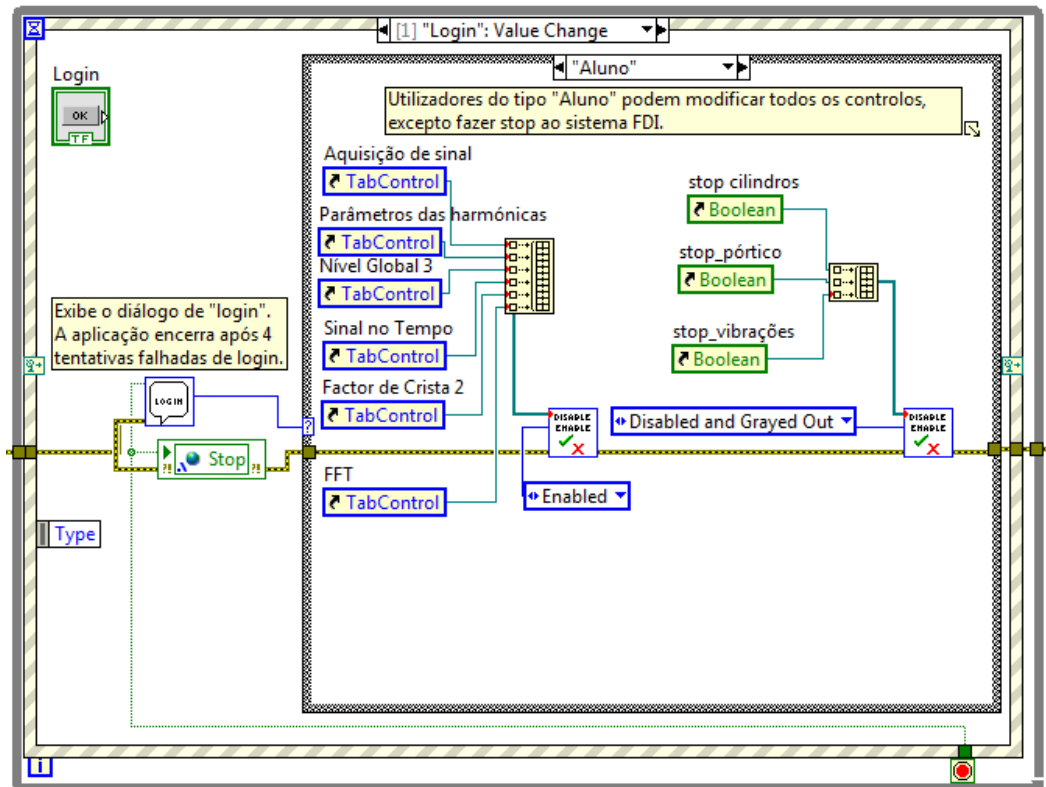 [1] "Login": Value Change
"Aluno"
Login
OK
TF
Utilizadores do tipo "Aluno" podem modificar todos os controlos,
excepto fazer stop ao sistema FDI.
Aquisição de sinal
TabControl
Parâmetros das harmónicas
TabControl
Nível Global 3
TabControl
Sinal no Tempo
TabControl
Factor de Crista 2
TabControl
FFT
TabControl
stop cilindros
Boolean
stop_pórtico
Boolean
stop_vibrações
Boolean
Exibe o diálogo de "login".
A aplicação encerra após 4
tentativas falhadas de login.
LOGIN
?
?! Stop ?!
DISABLE
ENABLE
Disabled and Grayed Out
DISABLE
ENABLE
Enabled
Type
i